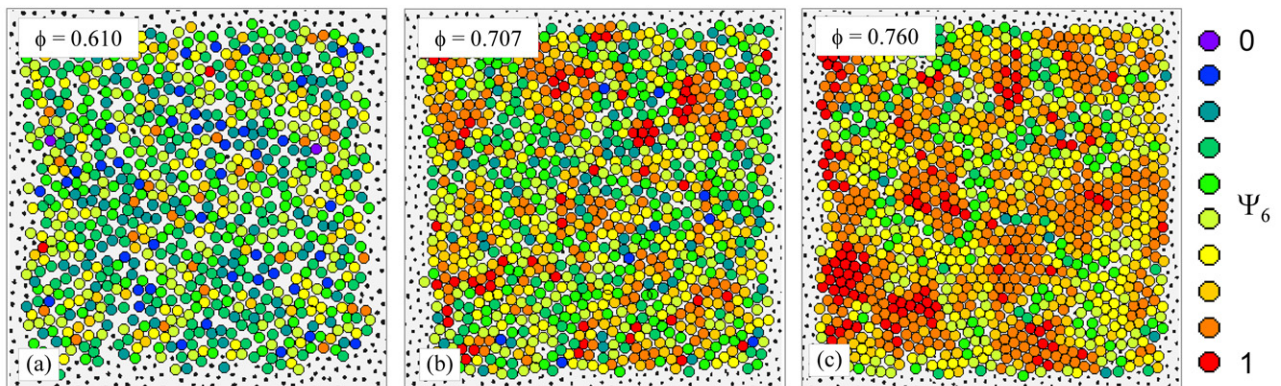 ϕ = 0.610
ϕ = 0.707
ϕ = 0.760
0
Ψ6
1
(a)
(b)
(c)